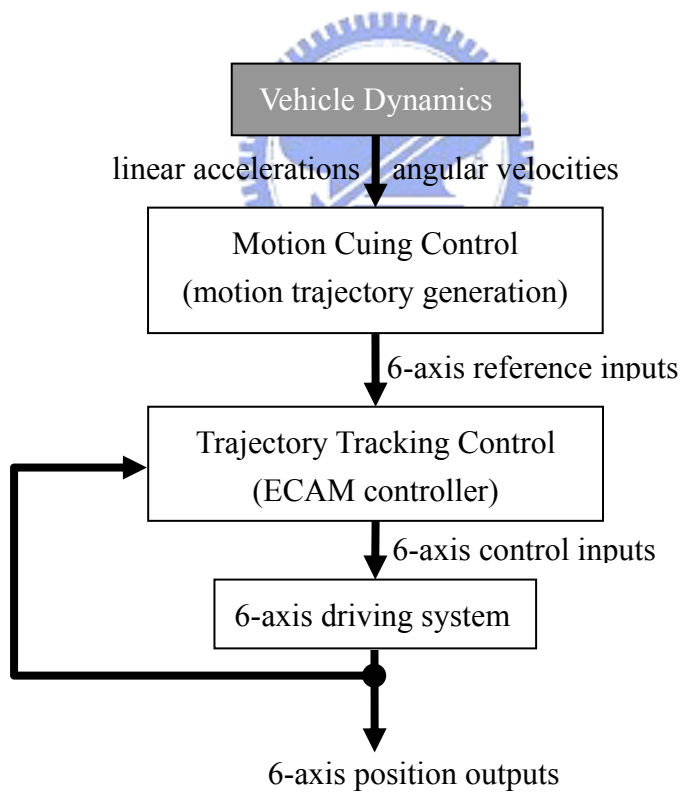 Vehicle Dynamics
linear accelerations angular velocities
Motion Cuing Control
(motion trajectory generation)
6-axis reference inputs
Trajectory Tracking Control
(ECAM controller)
6-axis control inputs
6-axis driving system
6-axis position outputs